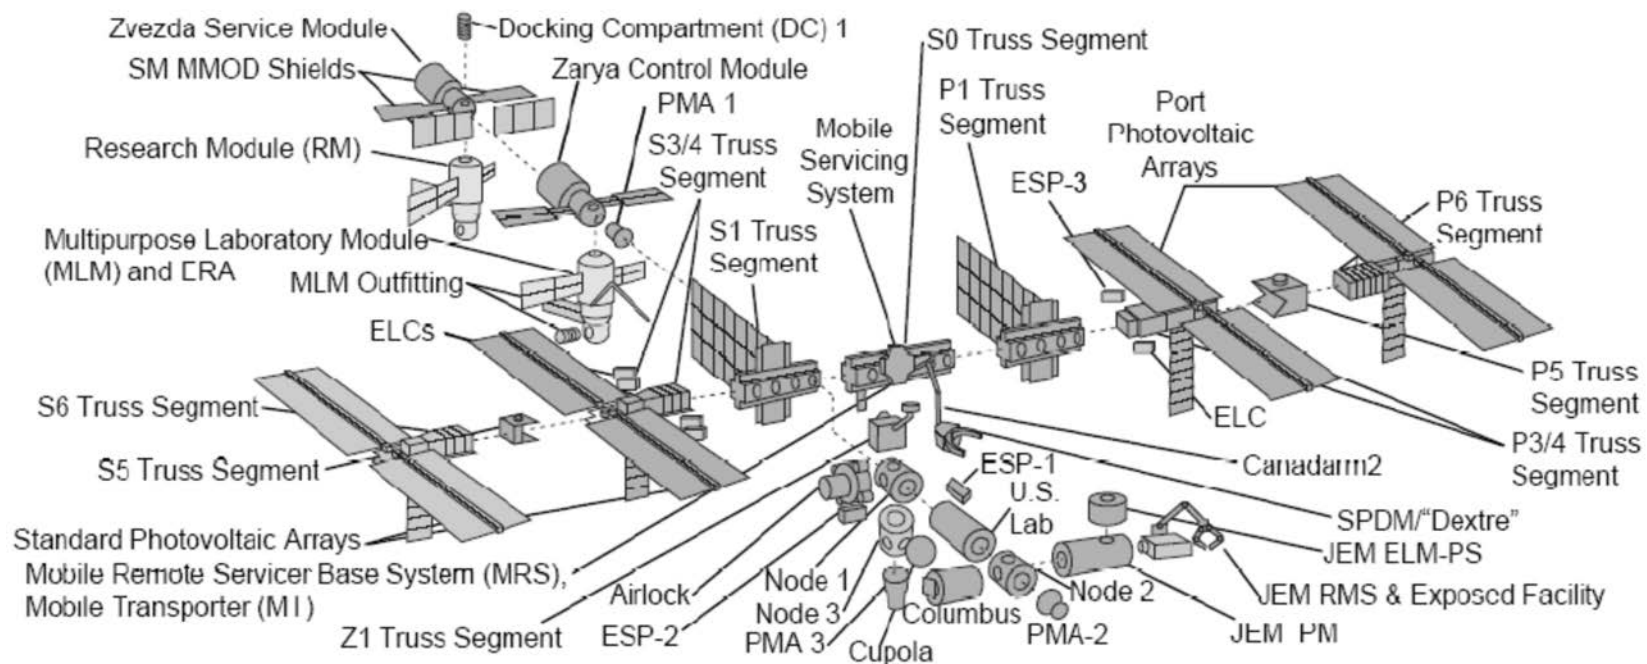 Zvezda Service Module
Docking Compartment (DC) 1
SM MMOD Shields
Zarya Control Module
PMA 1
S0 Truss Segment
P1 Truss
Segment
Port
Photovoltaic
Arrays
Mobile
Servicing
System
Research Module (RM)
S3/4 Truss
Segment
ESP-3
P6 Truss
Segment
Multipurpose Laboratory Module
(MLM) and ERA
S1 Truss
Segment
MLM Outfitting
ELCs
P5 Truss
Segment
S6 Truss Segment
ELC
P3/4 Truss
Segment
S5 Truss Segment
Canadarm2
ESP-1
U.S.
Lab
SPDM/“Dextre”
Standard Photovoltaic Arrays
JEM ELM-PS
Mobile Remote Servicer Base System (MRS),
Mobile Transporter (MT)
Airlock
Node 1
Node 2
JEM RMS & Exposed Facility
Z1 Truss Segment
ESP-2
Node 3
PMA 3
Columbus
PMA-2
JEM PM
Cupola